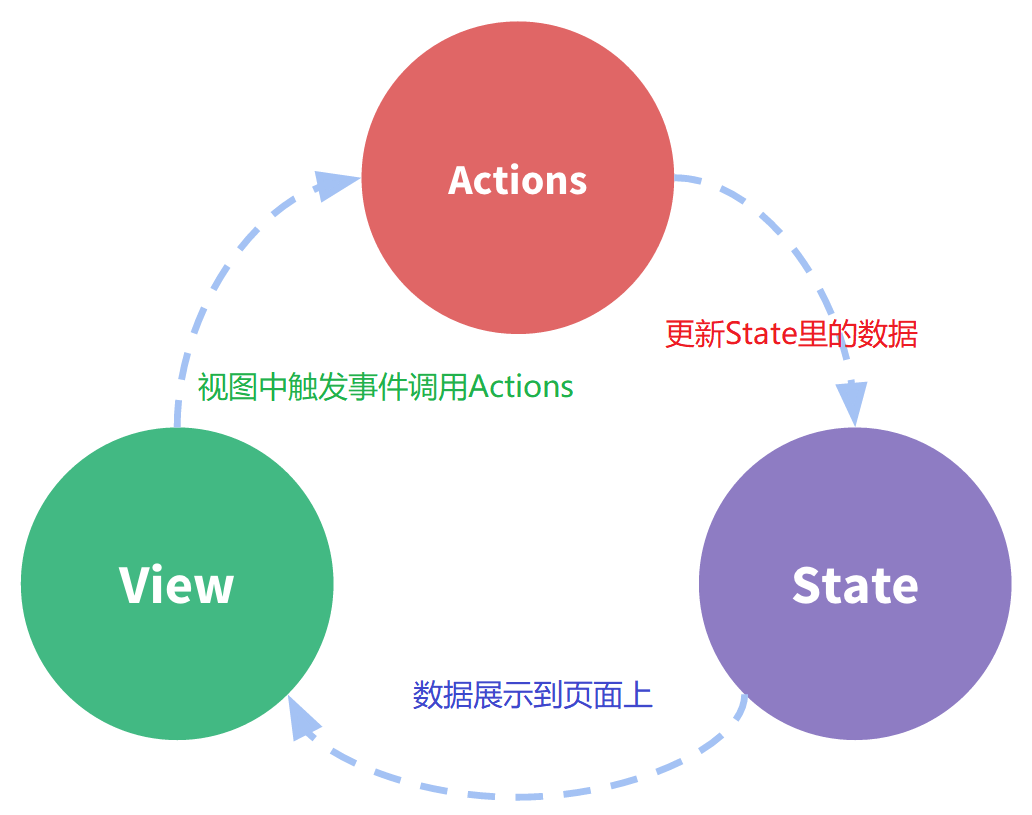 Actions
更新State里的数据
视图中触发事件调用Actions
View
State
数据展示到页面上